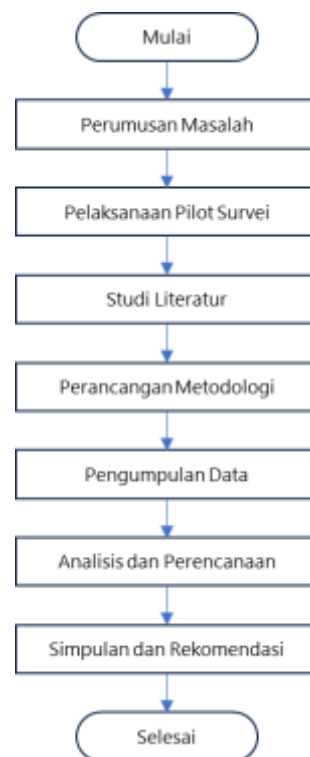 Mulai
Perumusan Masalah
Pelaksanaan Pilot Survei
Studi Literatur
Perancangan Metodologi
Pengumpulan Data
Analisis dan Perencanaan
Simpulan dan Rekomendasi
Selesai